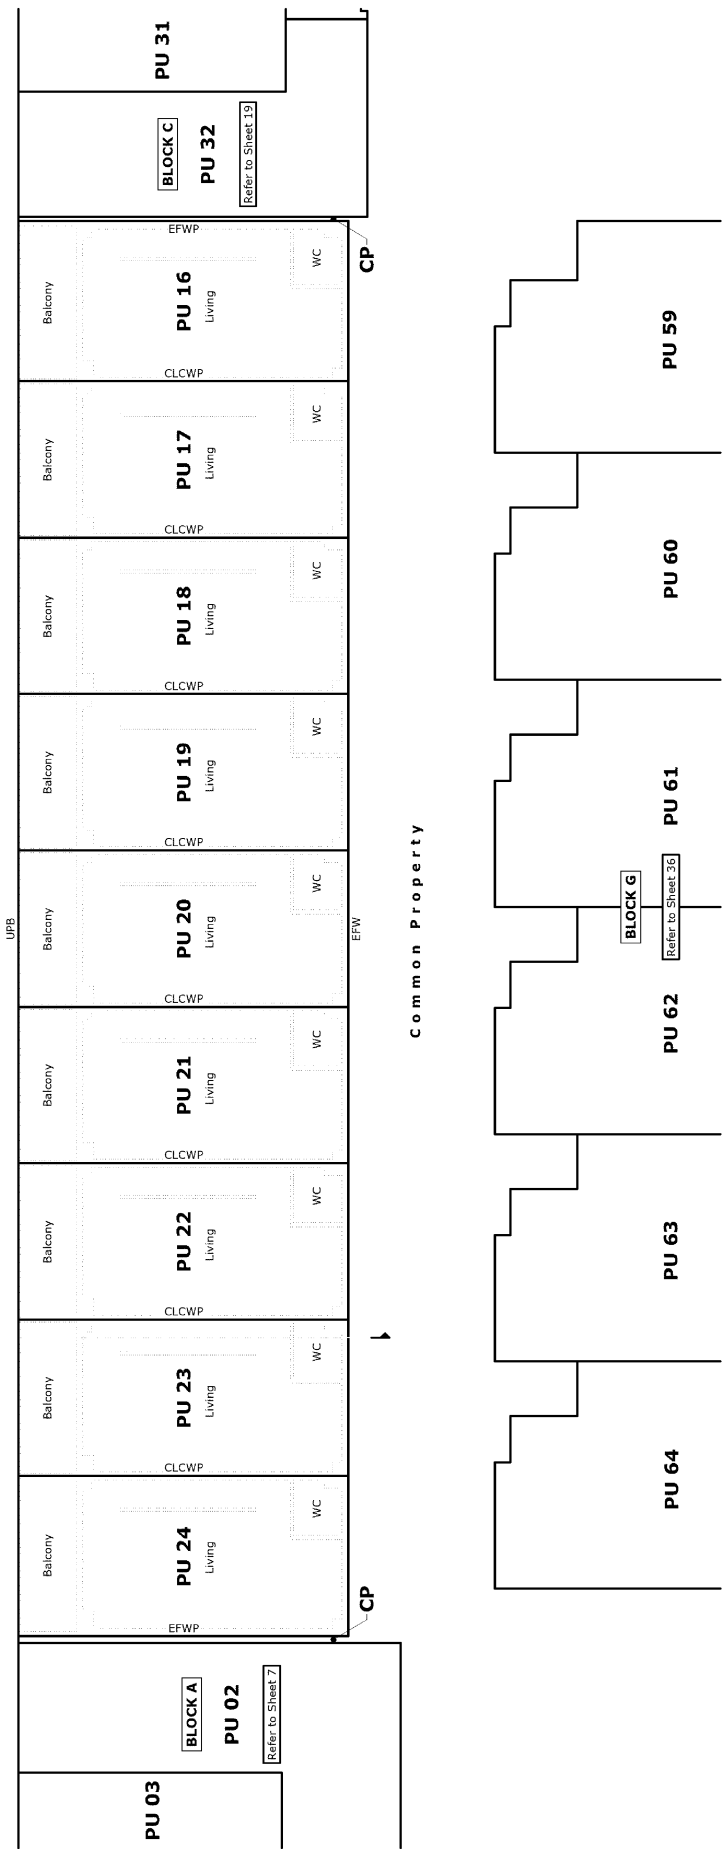 PU 31
BLOCK C
PU 32
Refer to Sheet 19
CP
EFWP
WC
Balcony
PU 16
Living
CLCWP
WC
Balcony
PU 17
Living
CLCWP
WC
Balcony
PU 18
Living
CLCWP
WC
Balcony
PU 19
Living
CLCWP
WC
Balcony
PU 20
Living
CLCWP
UPB
EFW
WC
Balcony
PU 21
Living
CLCWP
WC
Balcony
PU 22
Living
CLCWP
WC
Balcony
PU 23
Living
CLCWP
WC
Balcony
PU 24
Living
EFWP
CP
BLOCK A
PU 02
Refer to Sheet 7
PU 03
Common Property
PU 59
PU 60
PU 61
BLOCK G
Refer to Sheet 36
PU 62
PU 63
PU 64